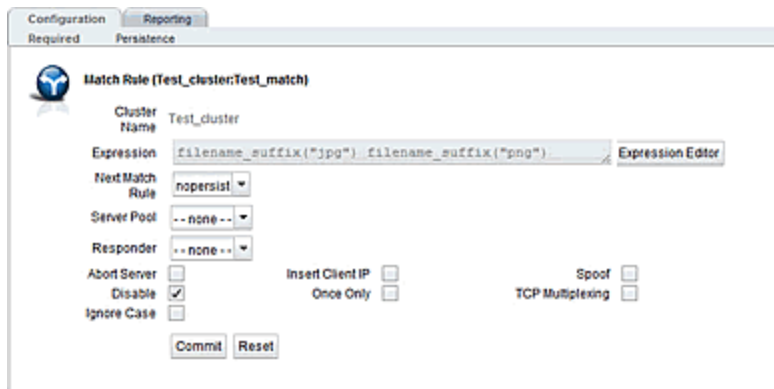 Configuration Reporting
Required Persistence
Match Rule (Test_cluster:Test_match)
Cluster Name Test_cluster
Expression filename_suffix("jpg") filename_suffix("png") Expression Editor
Next Match Rule nopersist
Server Pool --none--
Responder --none--
Abort Server Insert Client IP Spoof
Disable Once Only TCP Multiplexing
Ignore Case
Commit Reset